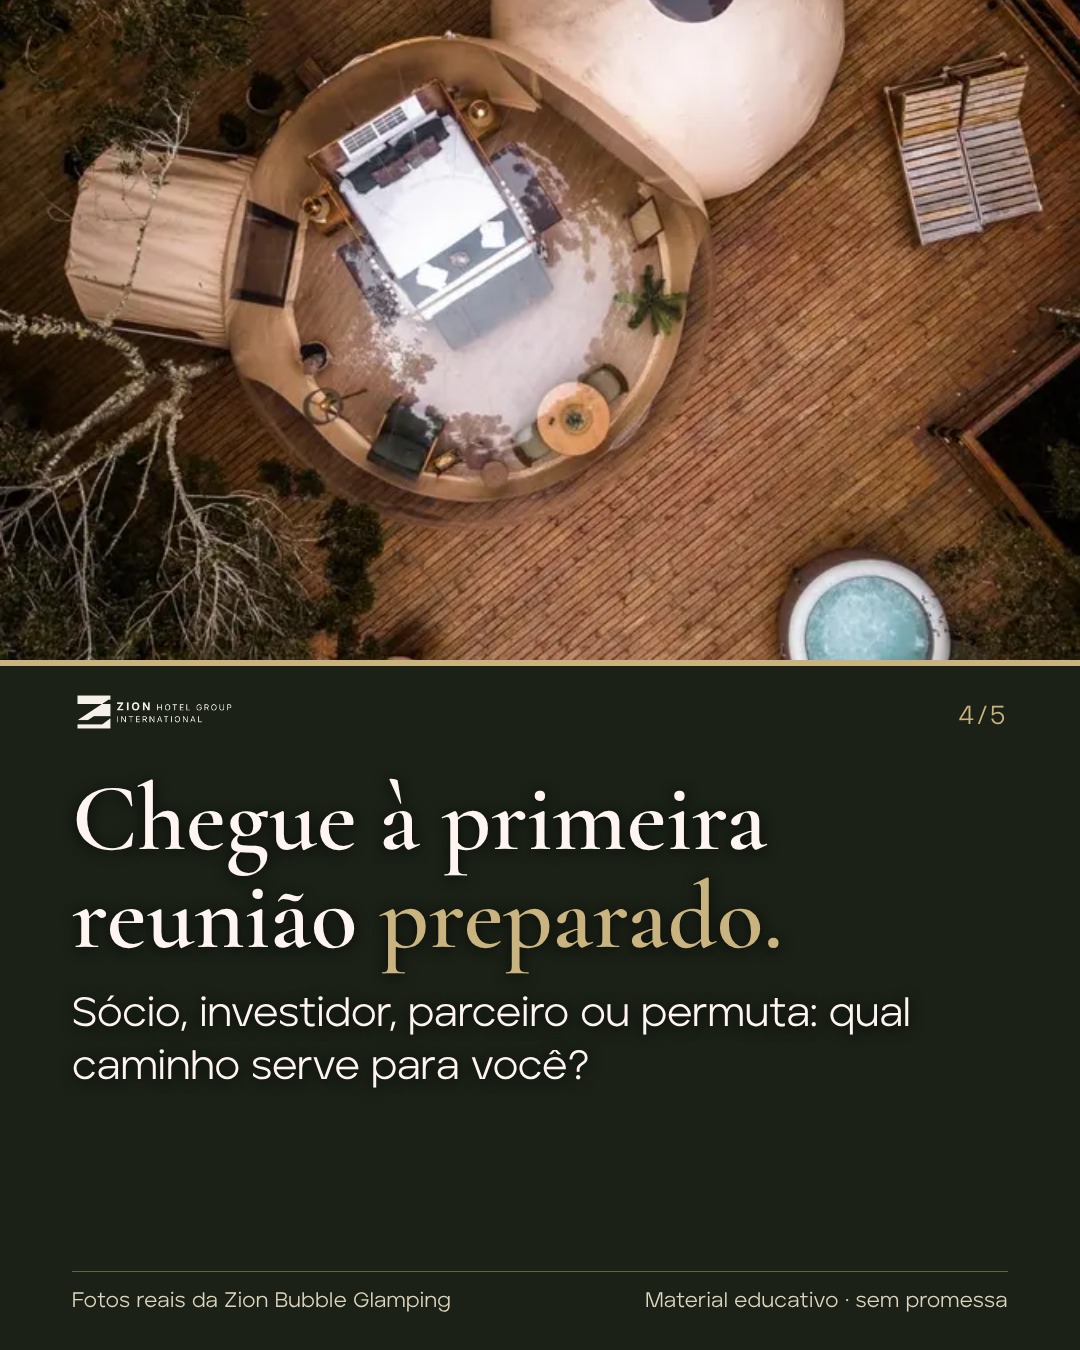 ZION HOTEL GROUP
INTERNATIONAL
4/5
Chegue à primeira
reunião preparado.
Sócio, investidor, parceiro ou permuta: qual
caminho serve para você?
Fotos reais da Zion Bubble Glamping
Material educativo · sem promessa